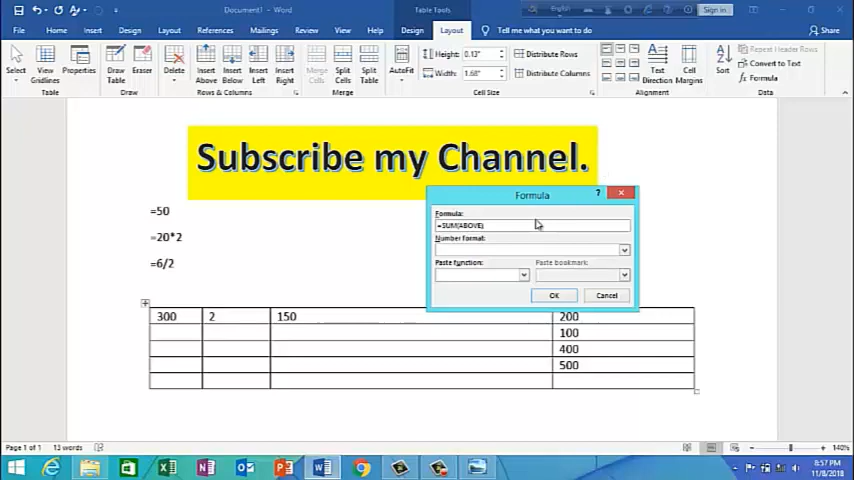 Document1 - Word
Table Tools
English
Sign in
File Home Insert Draw Design Layout References Mailings Review View Help Design Layout Tell me what you want to do Share
Select View Gridlines Properties Draw Table Eraser Delete Insert Above Insert Below Insert Left Insert Right Merge Cells Split Cells Split Table AutoFit
Height: 0.13" Distribute Rows
Width: 1.68" Distribute Columns
Text Direction Cell Margins Sort
Repeat Header Rows
Convert to Text
Formula
Table Draw Rows & Columns Merge Cell Size Alignment Data
Subscribe my Channel.
=50
=20*2
=6/2
Formula
? x
Formula:
=SUM(ABOVE)
Number format:
Paste function: Paste bookmark:
OK Cancel
300 2 150 200
100
400
500
Page 1 of 1 13 words
140%
8:57 PM
11/8/2018